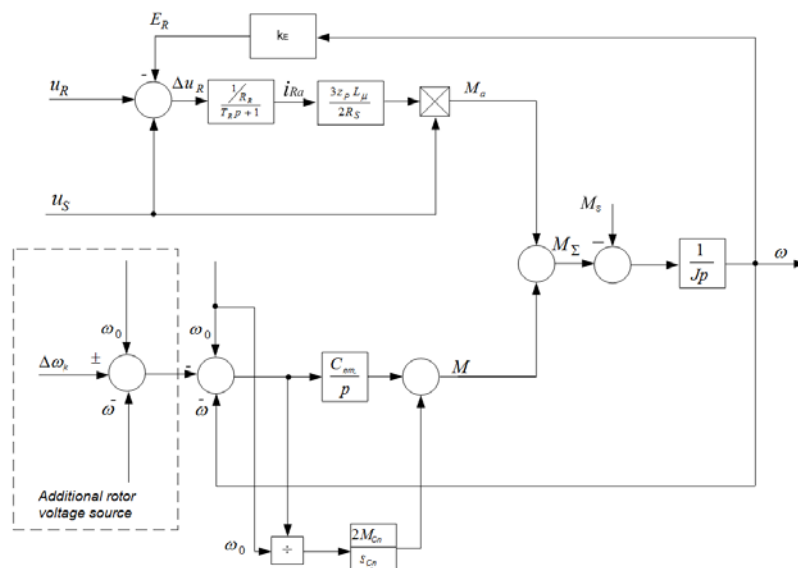 E_R
k_E
-
Δu_R
i_Ra
u_R
1/R_R
T_R p + 1
3z_p L_μ
2R_S
M_a
u_S
M_s
-
M_Σ
1
Jp
ω
ω_0
ω_0
Δω_k
±
-
-
-
ω
ω
C_em
p
M
Additional rotor
voltage source
ω_0
÷
2M_Cn
s_Cn